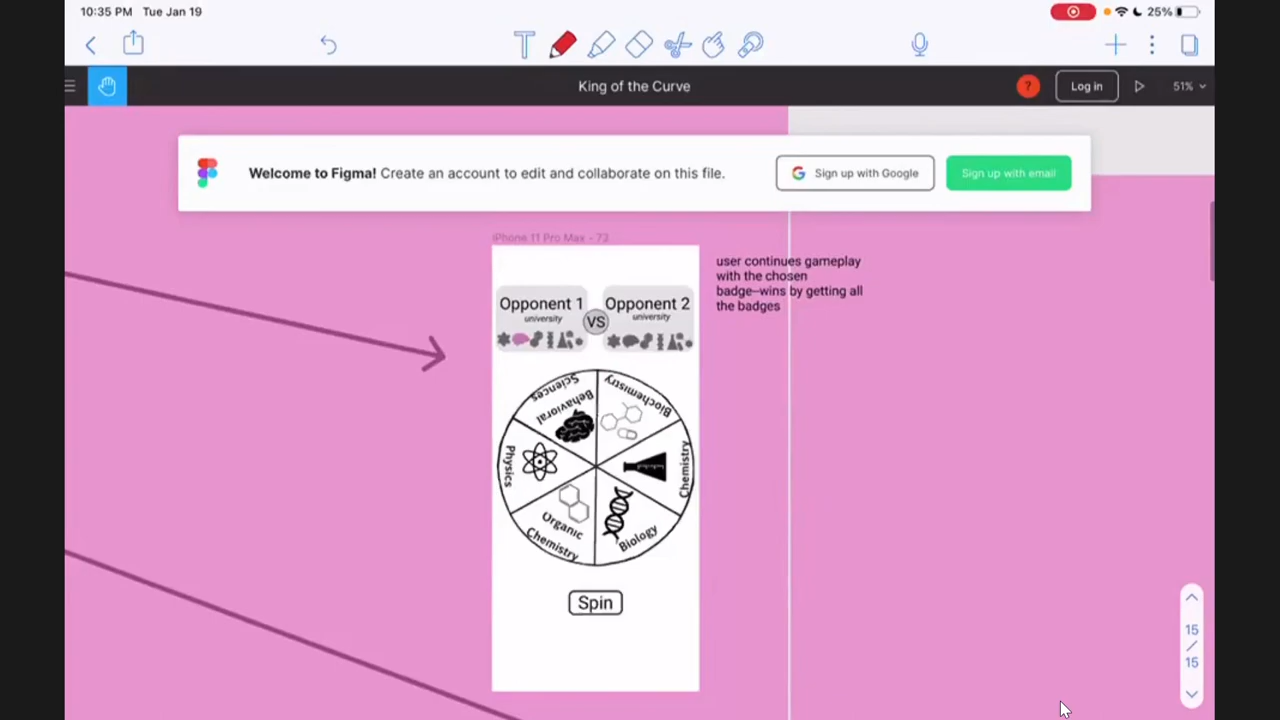 10:35 PM Tue Jan 19
25%
T
King of the Curve
?
Log in
51%
Welcome to Figma! Create an account to edit and collaborate on this file.
Sign up with Google
Sign up with email
iPhone 11 Pro Max - 72
user continues gameplay
with the chosen
badge–wins by getting all
the badges
Opponent 1
university
VS
Opponent 2
university
Behavioral
Sciences
Biochemistry
Physics
Chemistry
Organic
Chemistry
Biology
Spin
15
/
15